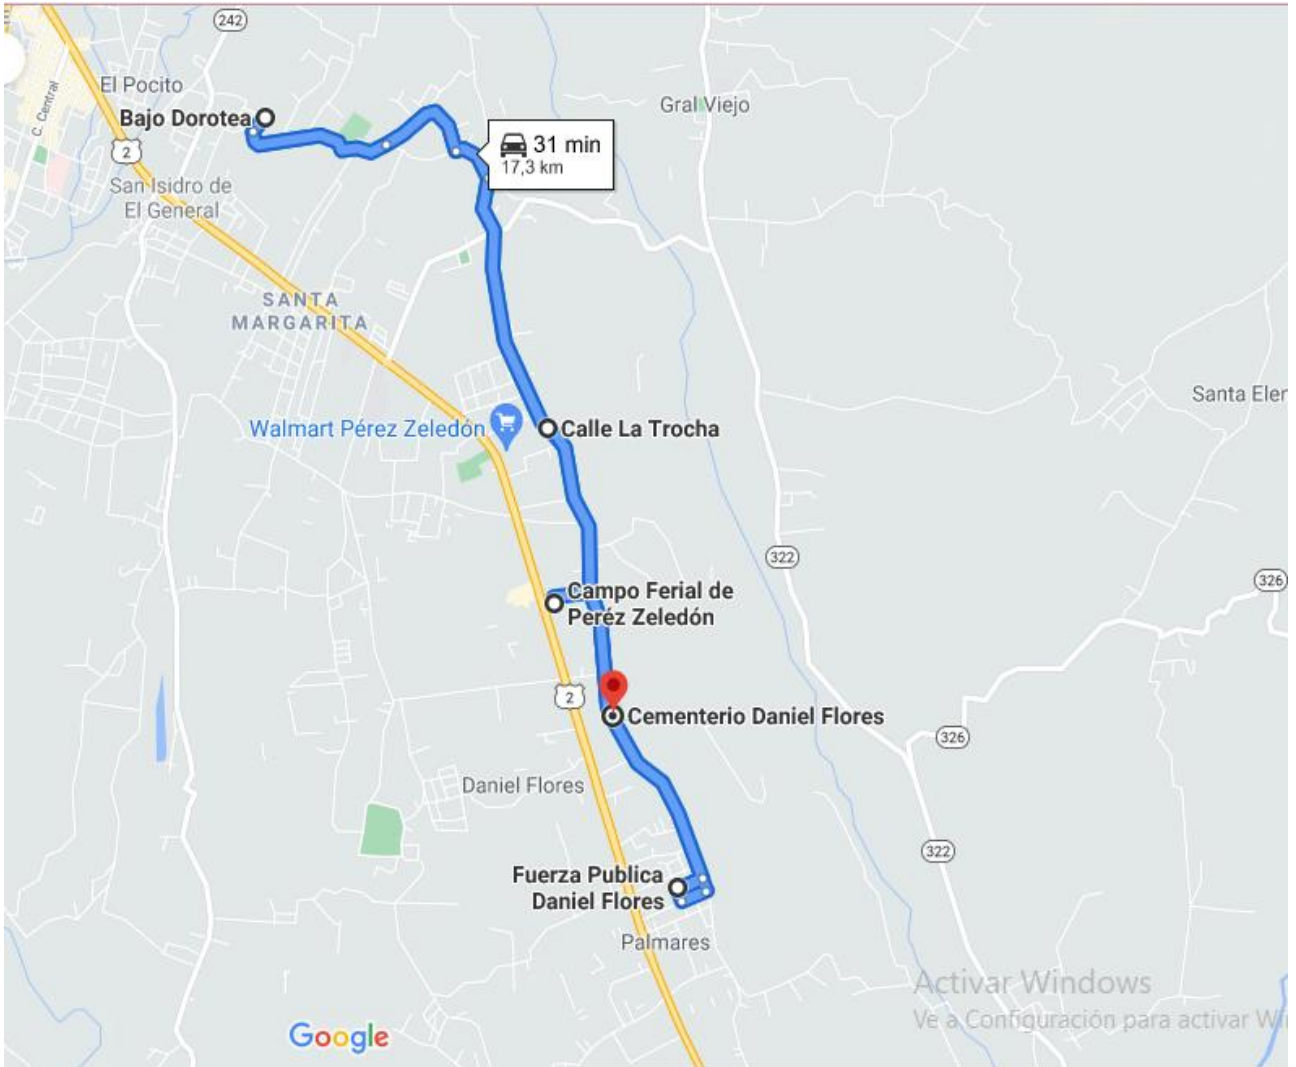 242
El Pocito
C. Central
Bajo Dorotea
Gral Viejo
31 min
17,3 km
2
San Isidro de
El General
SANTA
MARGARITA
Santa Elen
Walmart Pérez Zeledón
Calle La Trocha
322
326
Campo Ferial de
Peréz Zeledón
2
Cementerio Daniel Flores
326
Daniel Flores
322
Fuerza Publica
Daniel Flores
Palmares
Activar Windows
Ve a Configuración para activar Wi
Google